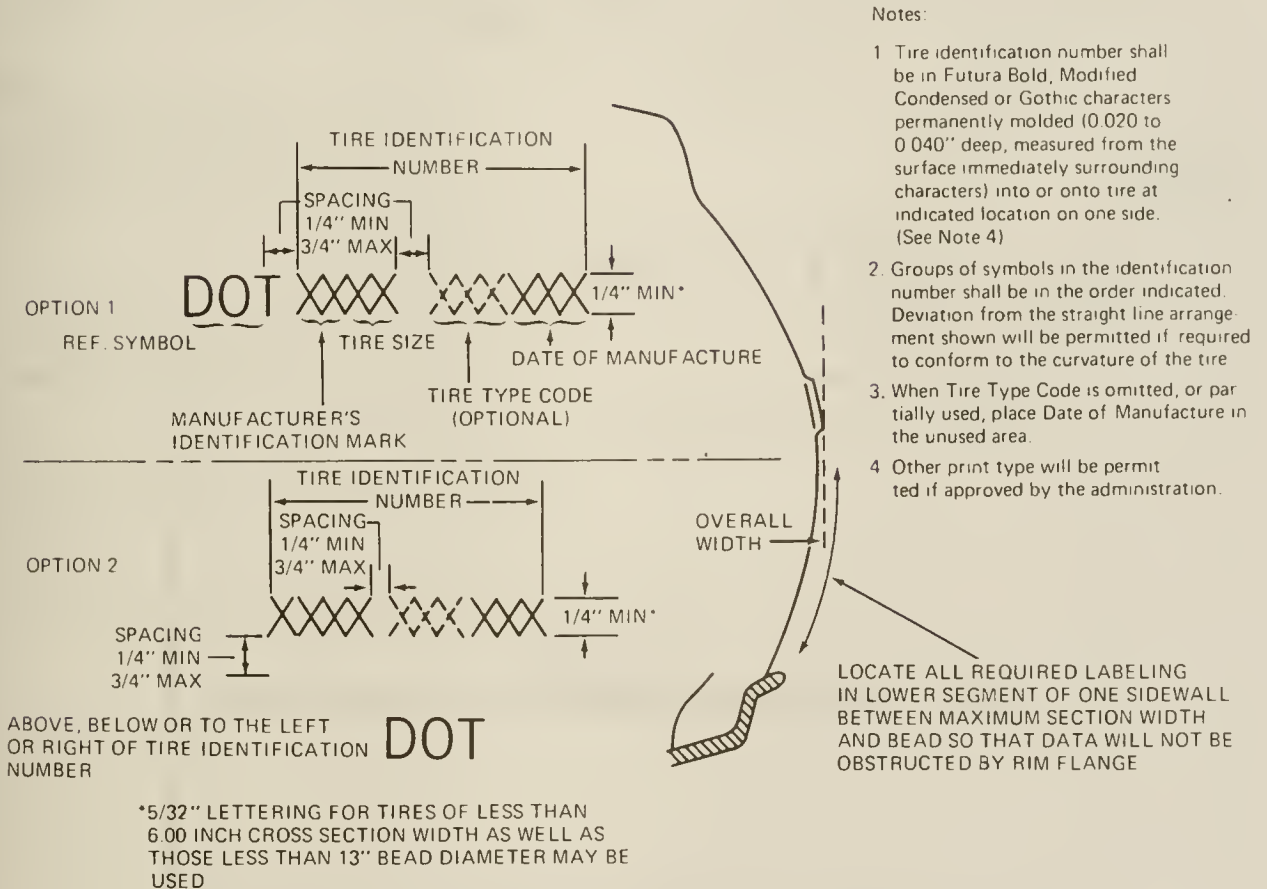 TIRE IDENTIFICATION
NUMBER
SPACING
1/4" MIN
3/4" MAX
OPTION 1
DOT
1/4" MIN*
REF. SYMBOL
TIRE SIZE
DATE OF MANUFACTURE
TIRE TYPE CODE
(OPTIONAL)
MANUFACTURER'S
IDENTIFICATION MARK
TIRE IDENTIFICATION
NUMBER
SPACING
1/4" MIN
3/4" MAX
OPTION 2
1/4" MIN*
SPACING
1/4" MIN
3/4" MAX
ABOVE, BELOW OR TO THE LEFT
OR RIGHT OF TIRE IDENTIFICATION
NUMBER
DOT
*5/32" LETTERING FOR TIRES OF LESS THAN
6.00 INCH CROSS SECTION WIDTH AS WELL AS
THOSE LESS THAN 13" BEAD DIAMETER MAY BE
USED
OVERALL
WIDTH
Notes:
1 Tire identification number shall
be in Futura Bold, Modified
Condensed or Gothic characters
permanently molded (0.020 to
0 040" deep, measured from the
surface immediately surrounding
characters) into or onto tire at
indicated location on one side.
(See Note 4)
2. Groups of symbols in the identification
number shall be in the order indicated.
Deviation from the straight line arrange-
ment shown will be permitted if required
to conform to the curvature of the tire
3. When Tire Type Code is omitted, or par
tially used, place Date of Manufacture in
the unused area.
4 Other print type will be permit
ted if approved by the administration.
LOCATE ALL REQUIRED LABELING
IN LOWER SEGMENT OF ONE SIDEWALL
BETWEEN MAXIMUM SECTION WIDTH
AND BEAD SO THAT DATA WILL NOT BE
OBSTRUCTED BY RIM FLANGE